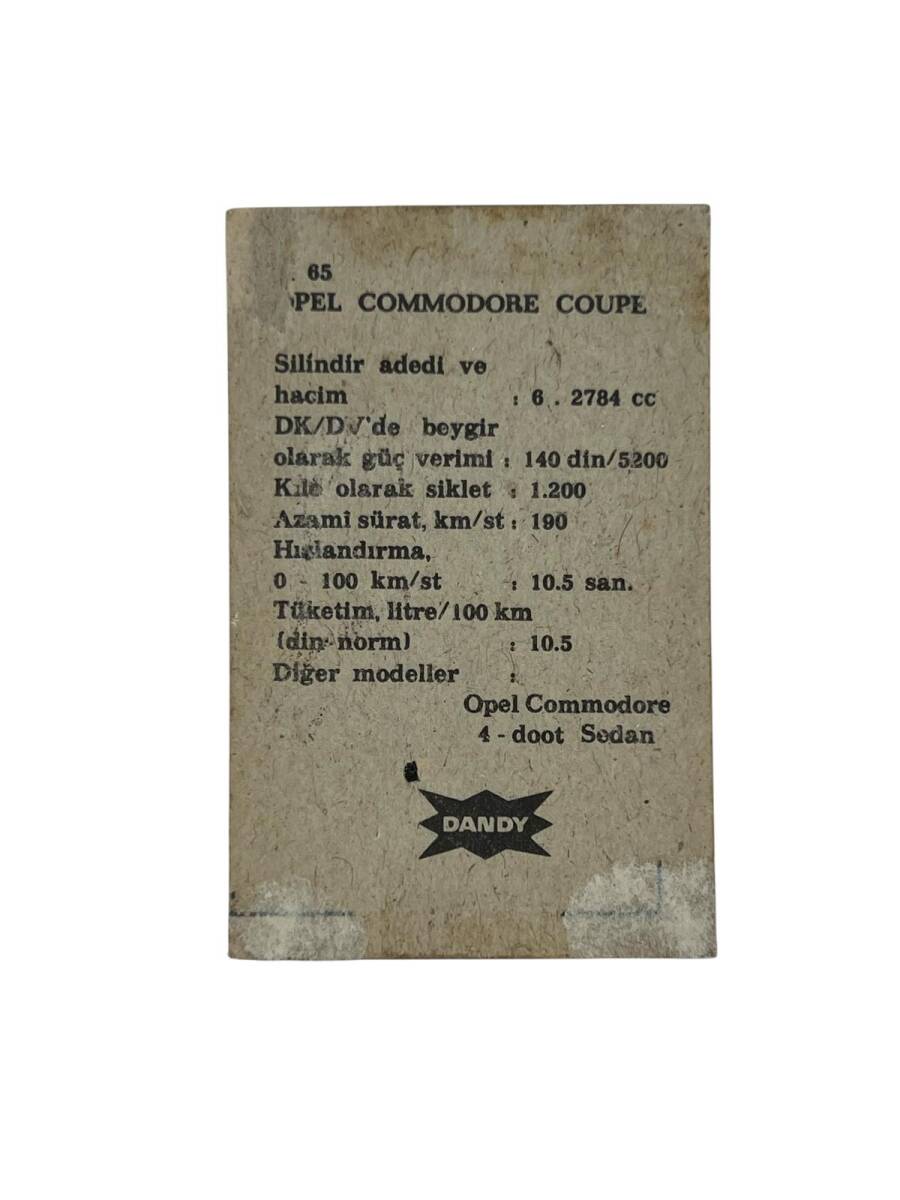 . 65
OPEL COMMODORE COUPE
Silindir adedi ve
hacim : 6 . 2784 cc
DK/DV'de beygir
olarak güç verimi : 140 din/5200
Kilo olarak siklet : 1.200
Azami sürat, km/st : 190
Hızlandırma,
0 - 100 km/st : 10.5 san.
Tüketim, litre/100 km
(din-norm) : 10.5
Diğer modeller :
Opel Commodore
4 - doot Sedan
DANDY